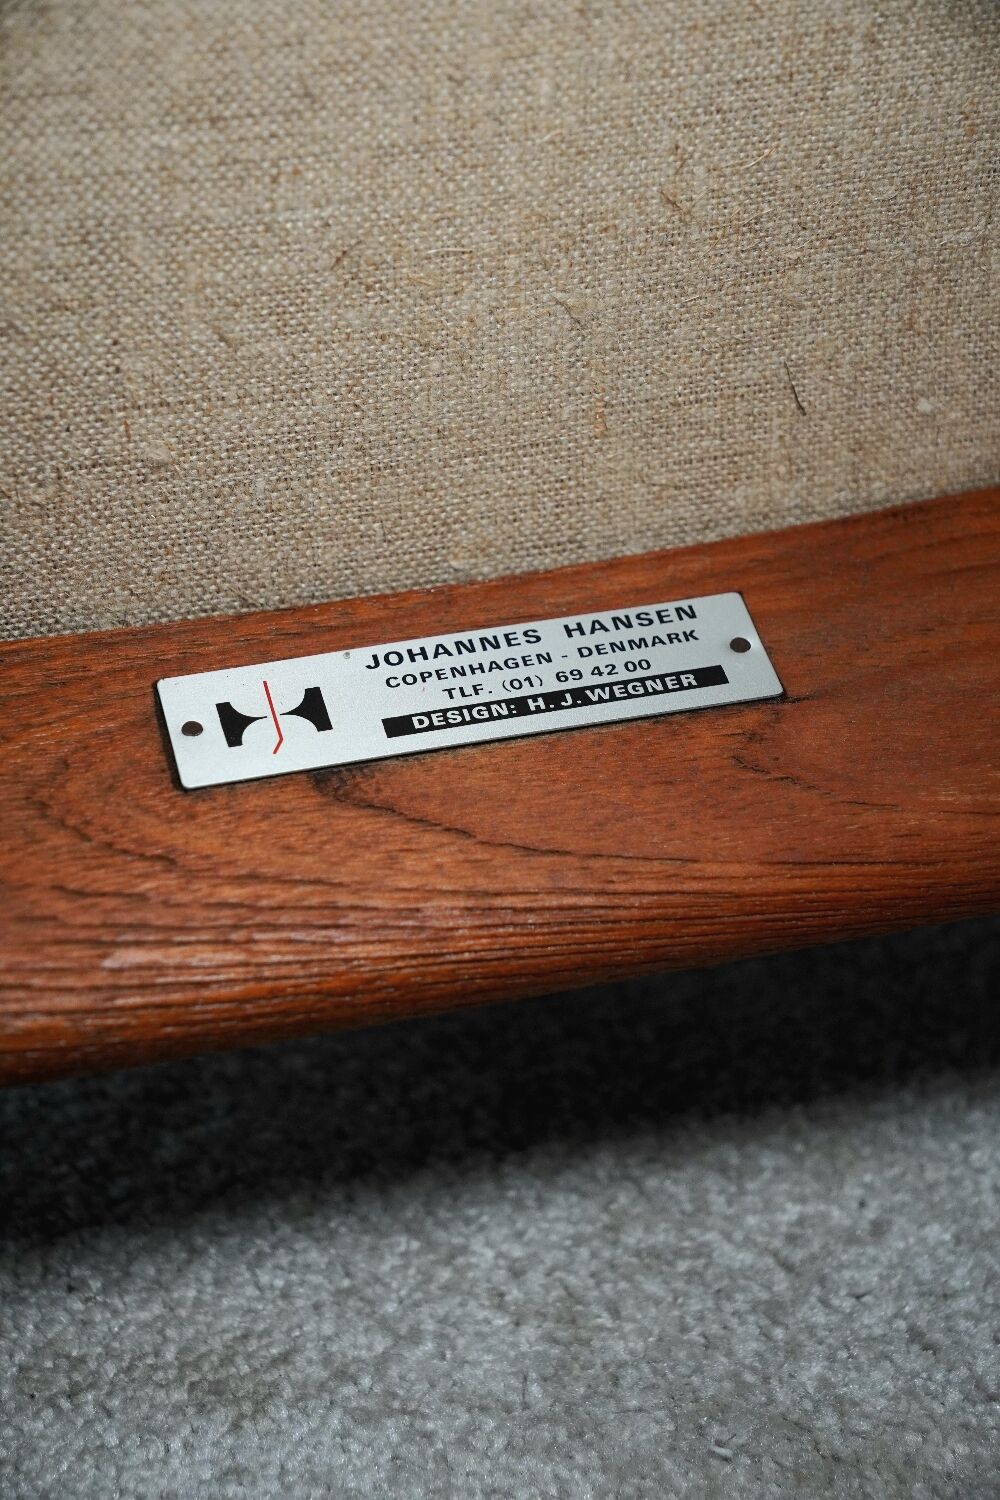 JOHANNES HANSEN
COPENHAGEN - DENMARK
TLF. (01) 69 42 00
DESIGN: H. J. WEGNER